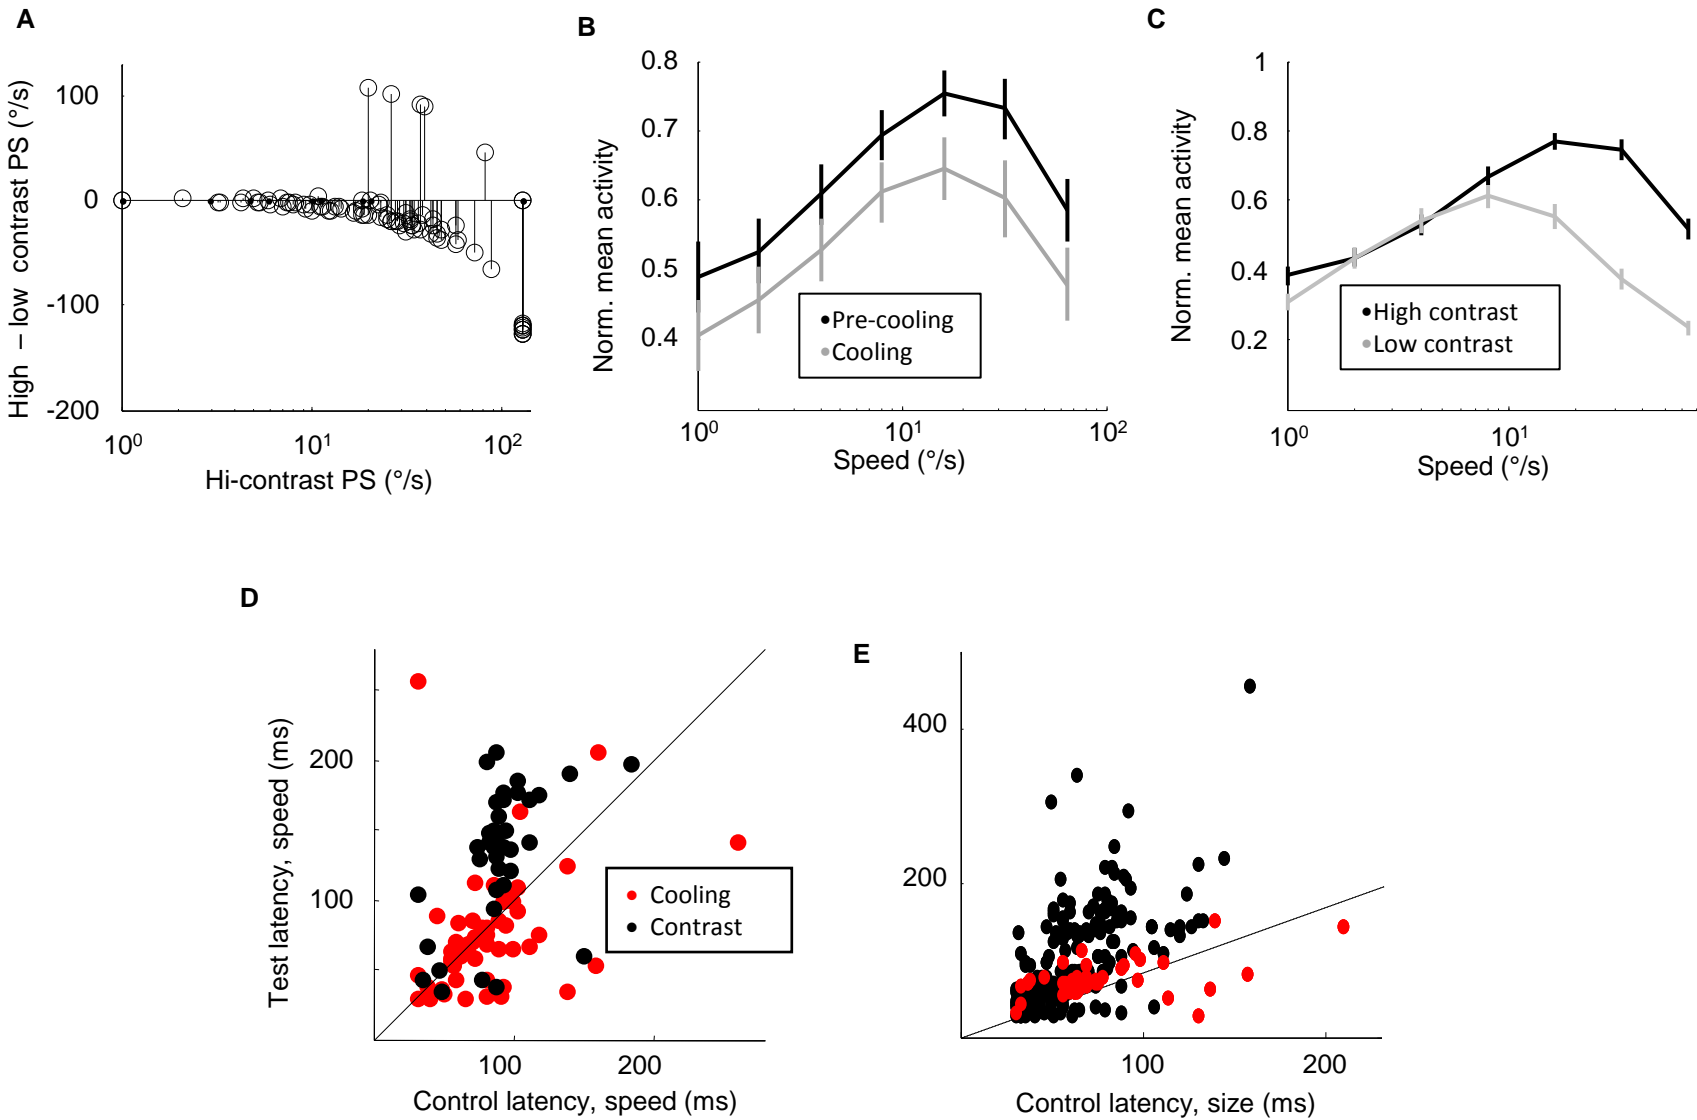 A
High – low contrast PS (°/s)
100
0
-100
-200
10⁰
10¹
10²
Hi-contrast PS (°/s)
B
Norm. mean activity
0.8
0.7
0.6
0.5
0.4
Pre-cooling
Cooling
10⁰
10¹
10²
Speed (°/s)
C
Norm. mean activity
1
0.8
0.6
0.4
0.2
High contrast
Low contrast
10⁰
10¹
Speed (°/s)
D
Test latency, speed (ms)
200
100
Cooling
Contrast
100
200
Control latency, speed (ms)
E
400
200
100
200
Control latency, size (ms)